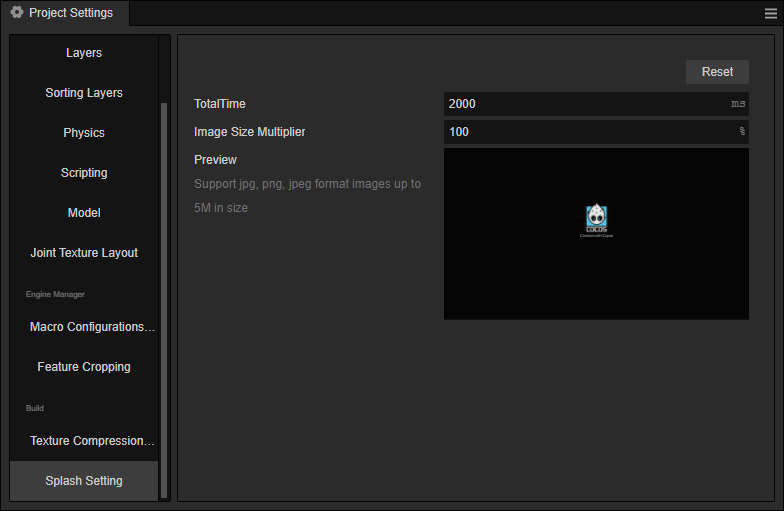 Project Settings
Layers
Sorting Layers
Physics
Scripting
Model
Joint Texture Layout
Engine Manager
Macro Configurations...
Feature Cropping
Build
Texture Compression...
Splash Setting
Reset
TotalTime
2000
ms
Image Size Multiplier
100
%
Preview
Support jpg, png, jpeg format images up to
5M in size
COCOS
Created with Cocos